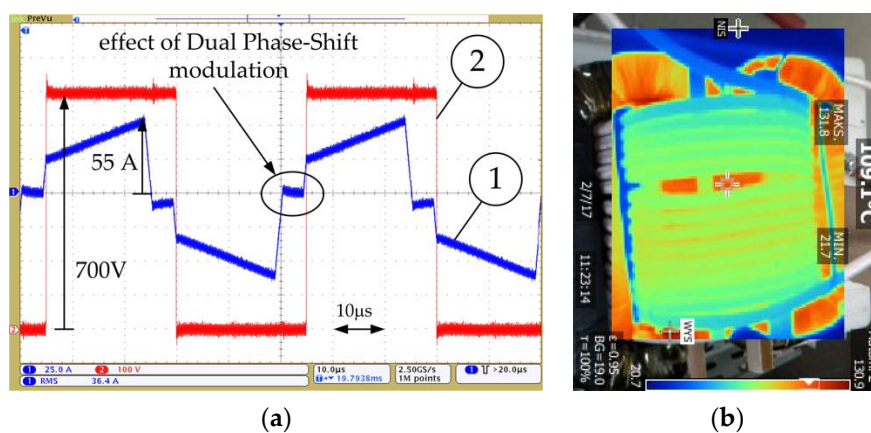 PreVu
effect of Dual Phase-Shift
modulation
2
1
55 A
700V
10μs
1 25.0 A 2 100 V
1 RMS 36.4 A
10.0μs
19.7938ms
2.50GS/s
1M points
1 >20.0μs
(a)
NIS
MAKS.
131.8
109.1°C
MIN.
21.7
2/7/17
11:23:14
WYS
ε=0.95
BG=19.0
τ=100%
20.7
130.9
(b)